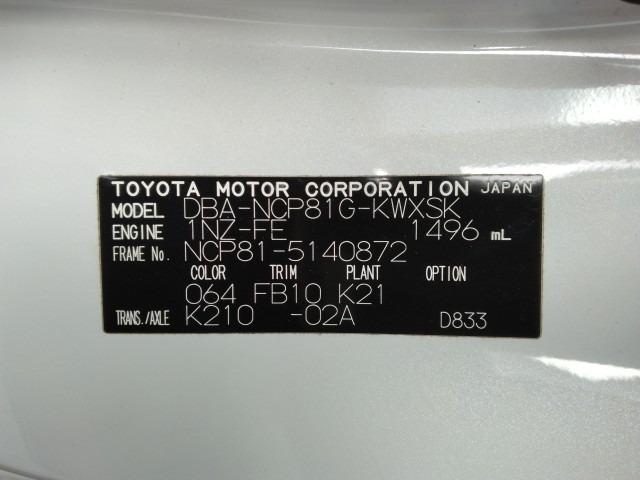 TOYOTA MOTOR CORPORATION JAPAN
MODEL DBA-NCP81G-KWXSK
ENGINE 1NZ-FE 1496 mL
FRAME No. NCP81-5140872
COLOR TRIM PLANT OPTION
064 FB10 K21
TRANS./AXLE K210 -02A D833